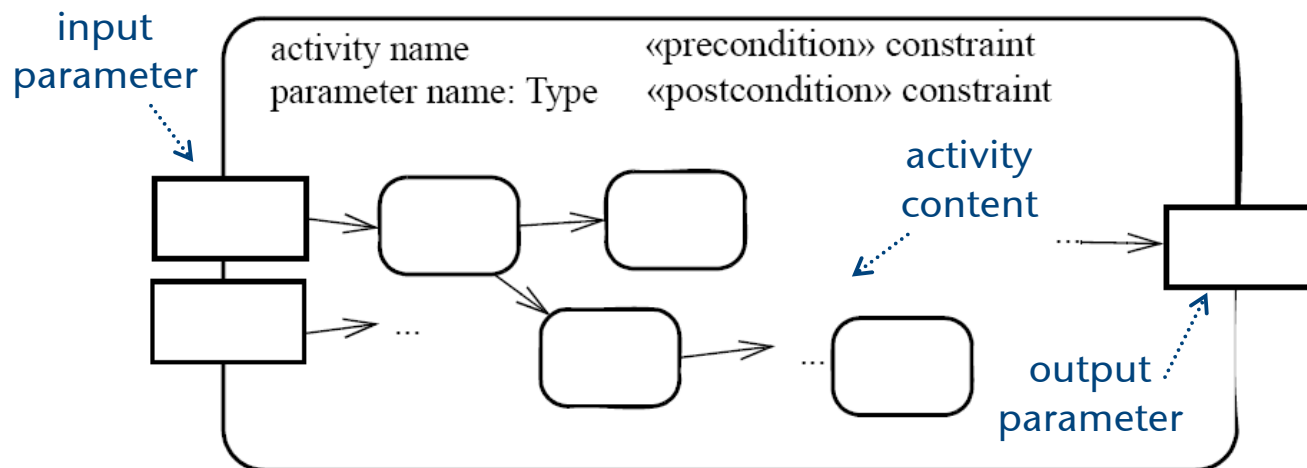 input
parameter
activity name
parameter name: Type
«precondition» constraint
«postcondition» constraint
activity
content
...
...
...
output
parameter